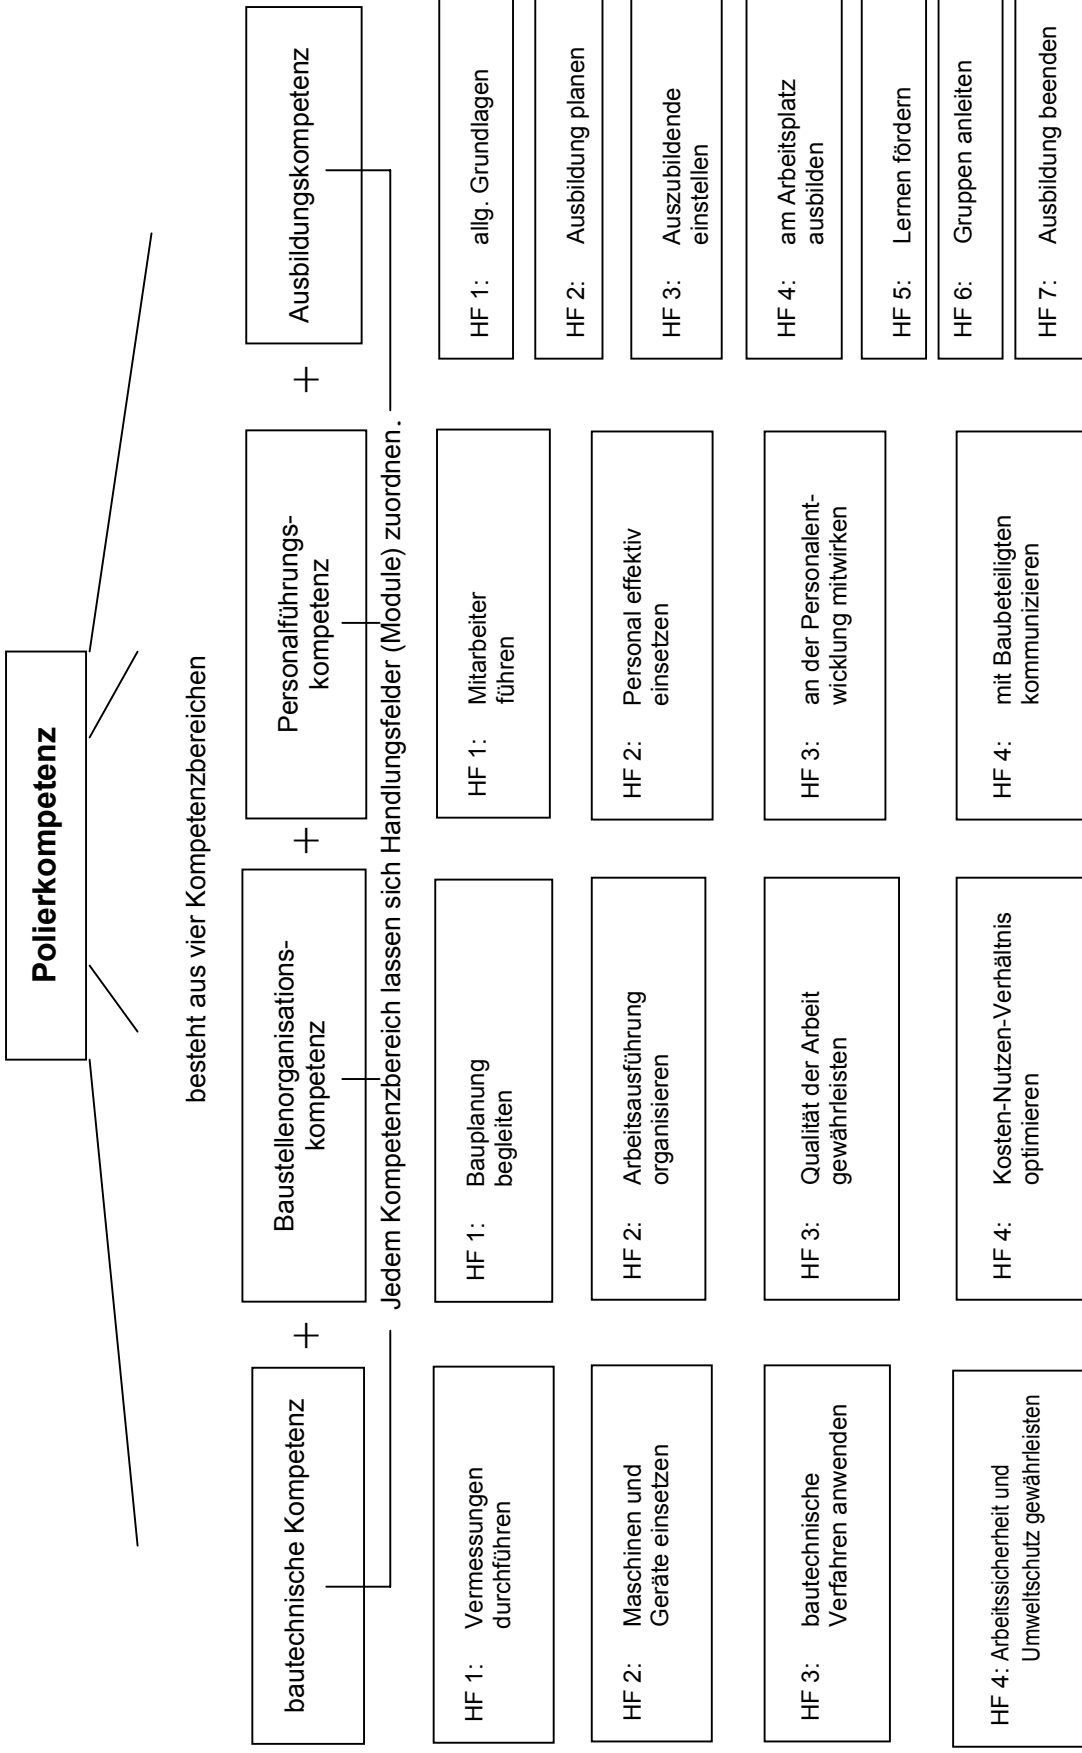 Polierkompetenz
besteht aus vier Kompetenzbereichen
bautechnische Kompetenz
+
Baustellenorganisations-
kompetenz
+
Personalführungs-
kompetenz
+
Ausbildungskompetenz
Jedem Kompetenzbereich lassen sich Handlungsfelder (Module) zuordnen.
HF 1: Vermessungen
durchführen
HF 2: Maschinen und
Geräte einsetzen
HF 3: bautechnische
Verfahren anwenden
HF 4: Arbeitssicherheit und
Umweltschutz gewährleisten
HF 1: Bauplanung
begleiten
HF 2: Arbeitsausführung
organisieren
HF 3: Qualität der Arbeit
gewährleisten
HF 4: Kosten-Nutzen-Verhältnis
optimieren
HF 1: Mitarbeiter
führen
HF 2: Personal effektiv
einsetzen
HF 3: an der Personalent-
wicklung mitwirken
HF 4: mit Baubeteiligten
kommunizieren
HF 1: allg. Grundlagen
HF 2: Ausbildung planen
HF 3: Auszubildende
einstellen
HF 4: am Arbeitsplatz
ausbilden
HF 5: Lernen fördern
HF 6: Gruppen anleiten
HF 7: Ausbildung beenden